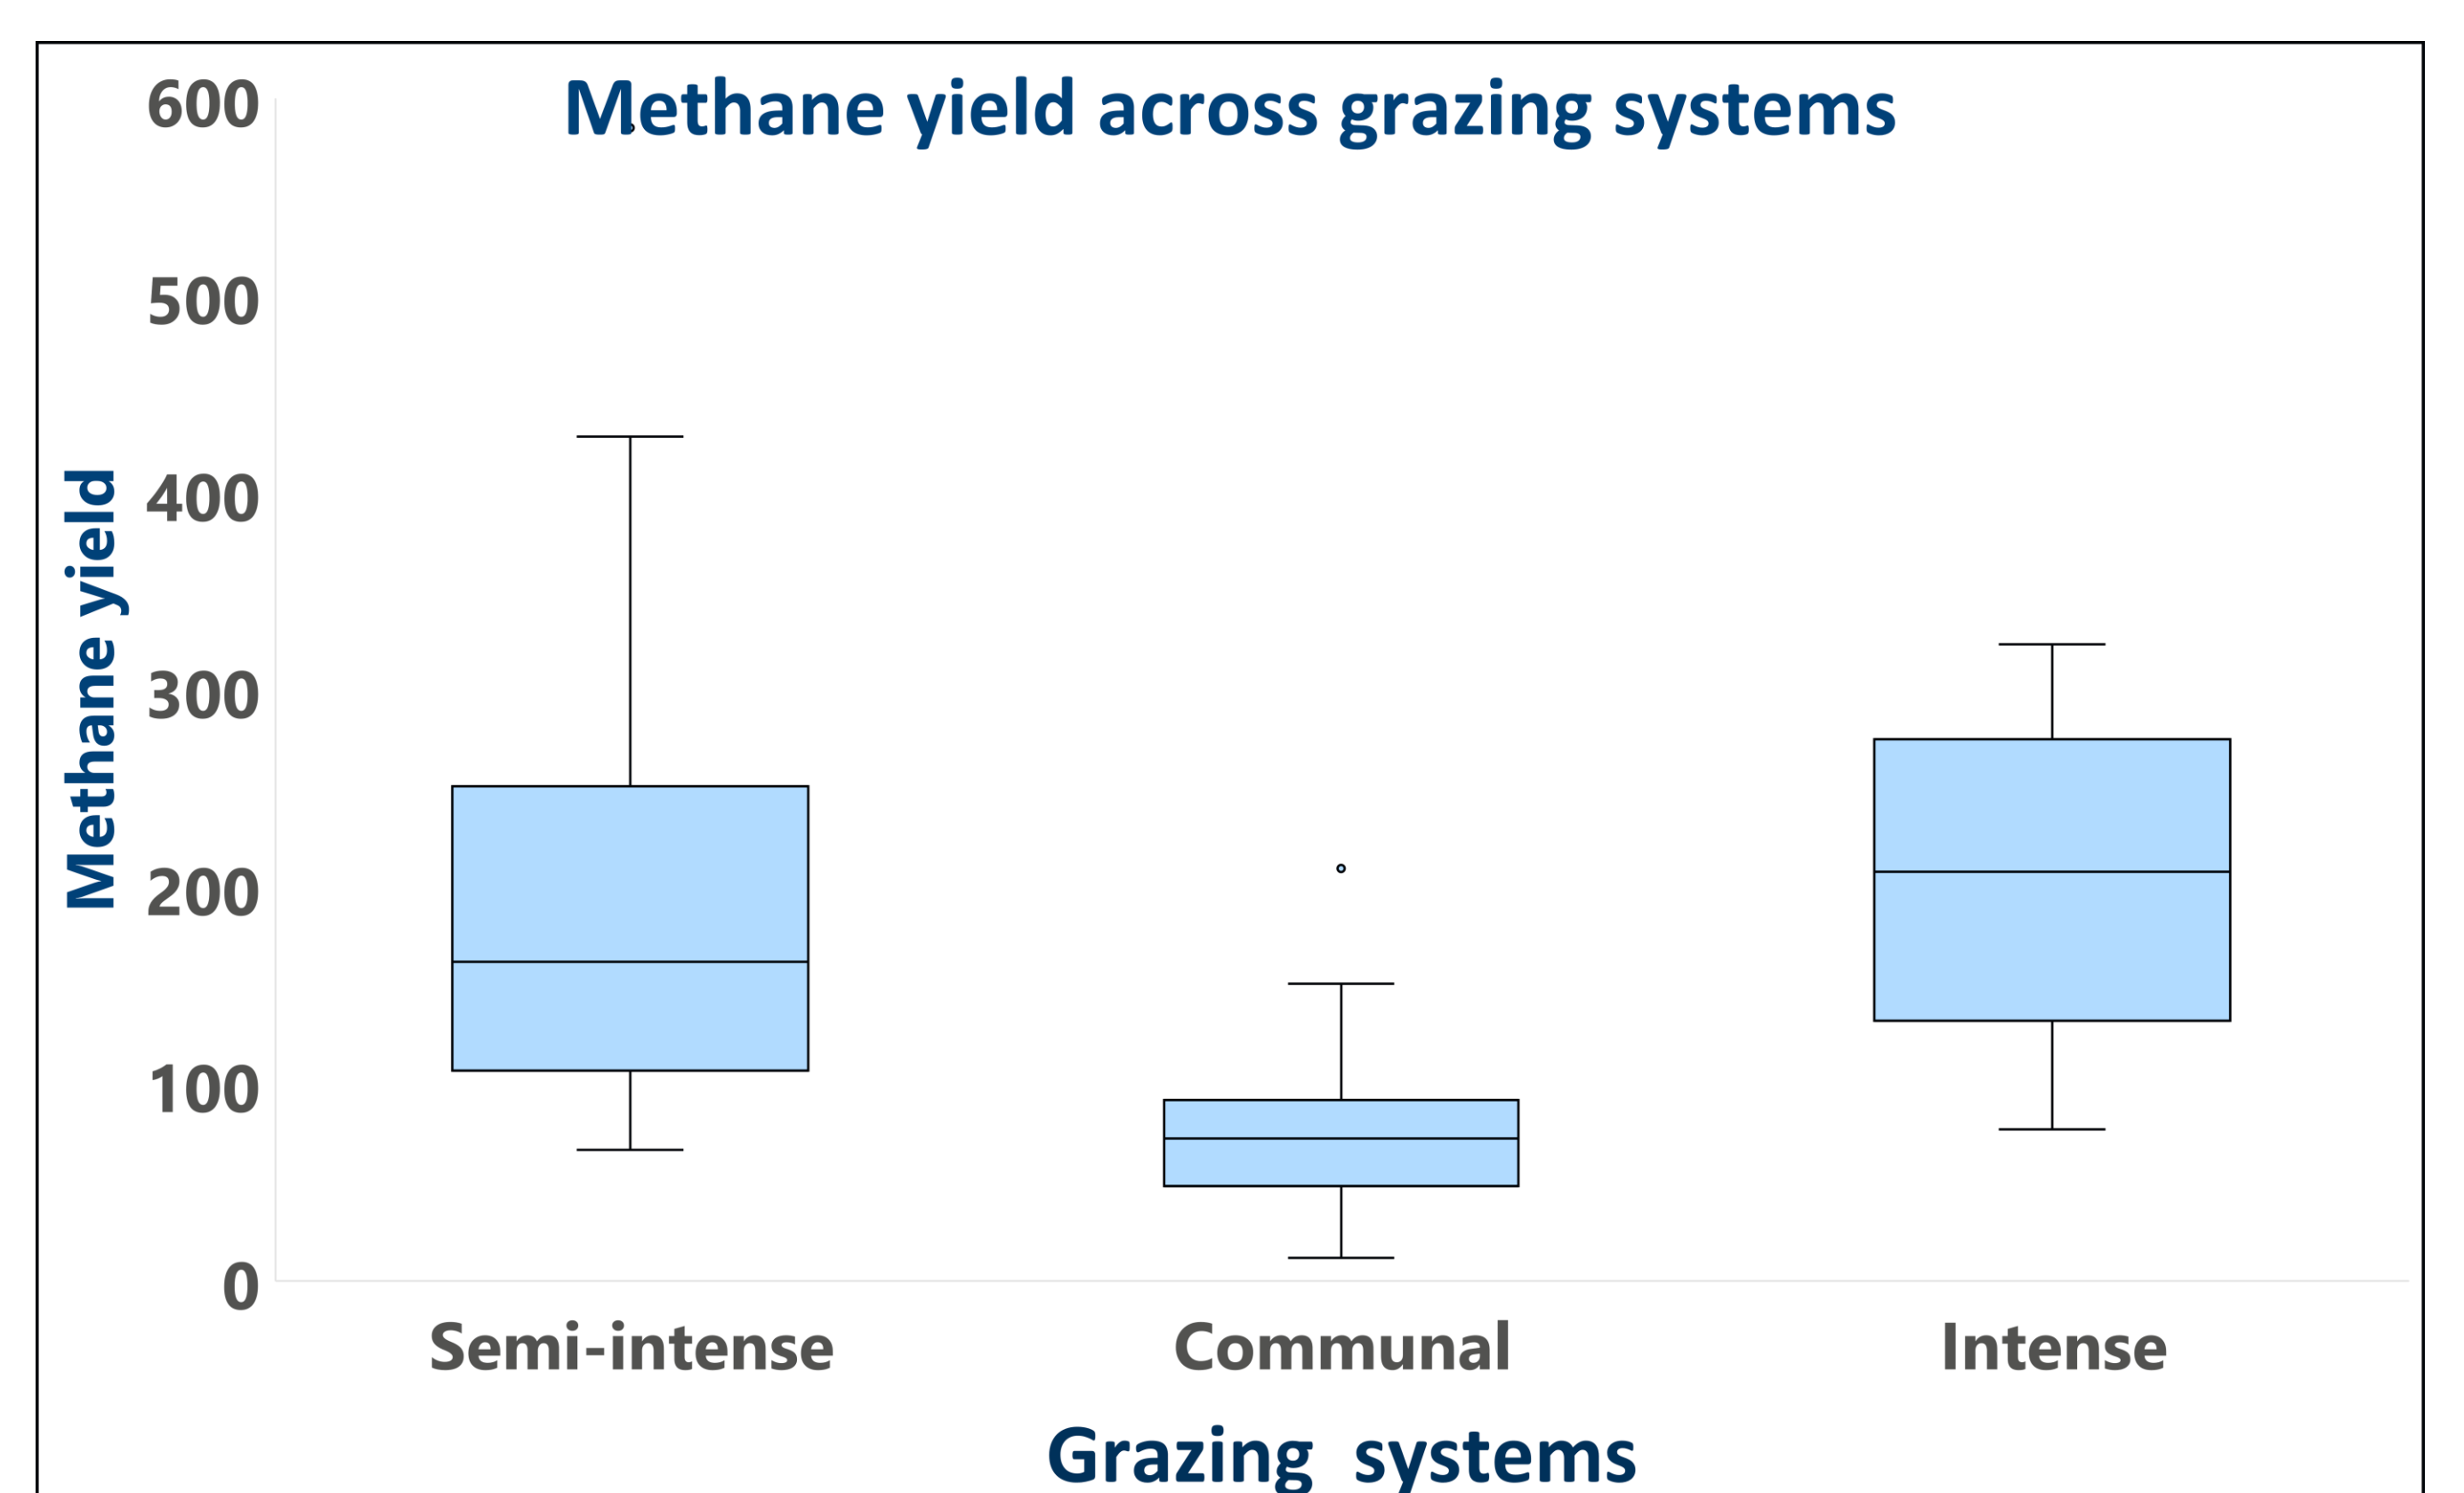 Methane yield across grazing systems
Methane yield
600
500
400
300
200
100
0
Semi-intense Communal Intense
Grazing systems